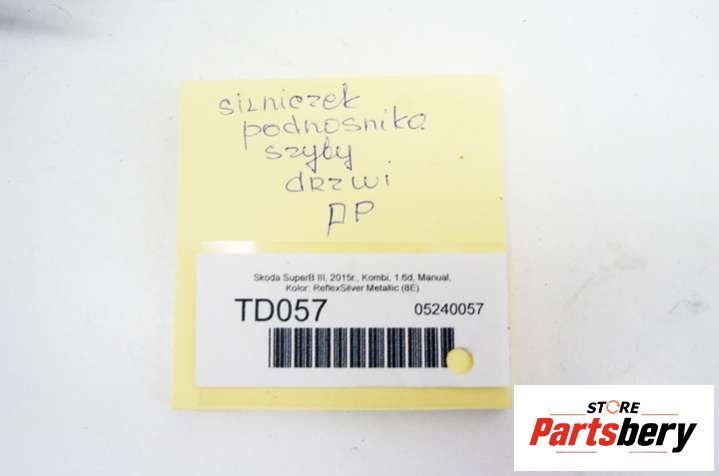 silniczek
podnosnika
szyby
drzwi
PP
Skoda SuperB III, 2015r., Kombi, 1.6d, Manual,
Kolor: ReflexSilver Metallic (8E)
TD057 05240057
STORE
Partsbery